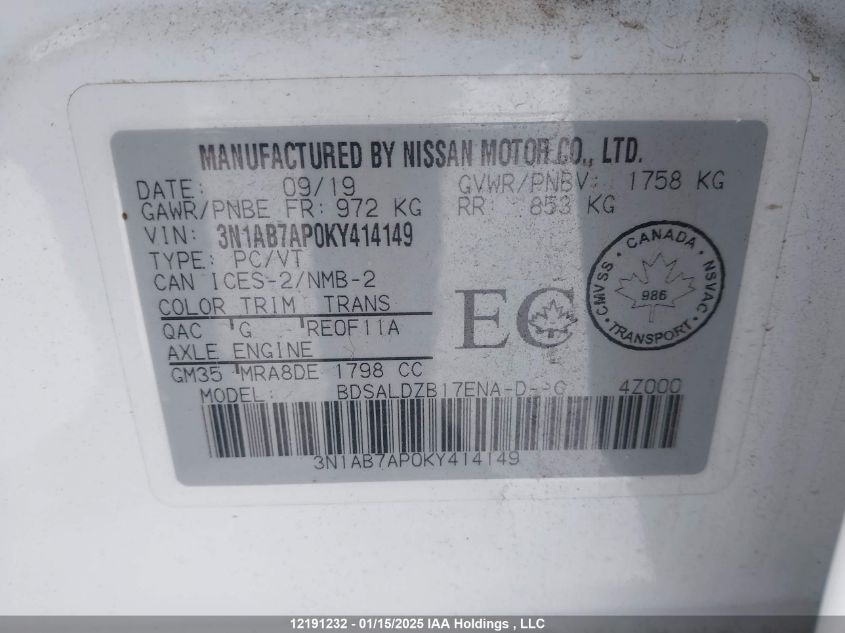 MANUFACTURED BY NISSAN MOTOR CO., LTD.
DATE: 09/19 GVWR/PNBV: 1758 KG
GAWR/PNBE FR: 972 KG RR: 853 KG
VIN: 3N1AB7AP0KY414149
TYPE: PC/VT
CAN ICES-2/NMB-2
COLOR TRIM TRANS
QAC G RE0F11A
AXLE ENGINE
GM35 MRA8DE 1798 CC
MODEL: BDSALDZB17ENA-D--G 4Z000
3N1AB7AP0KY414149
EC
CANADA
CMVSS NSVAC
986
TRANSPORT
12191232 - 01/15/2025 IAA Holdings , LLC